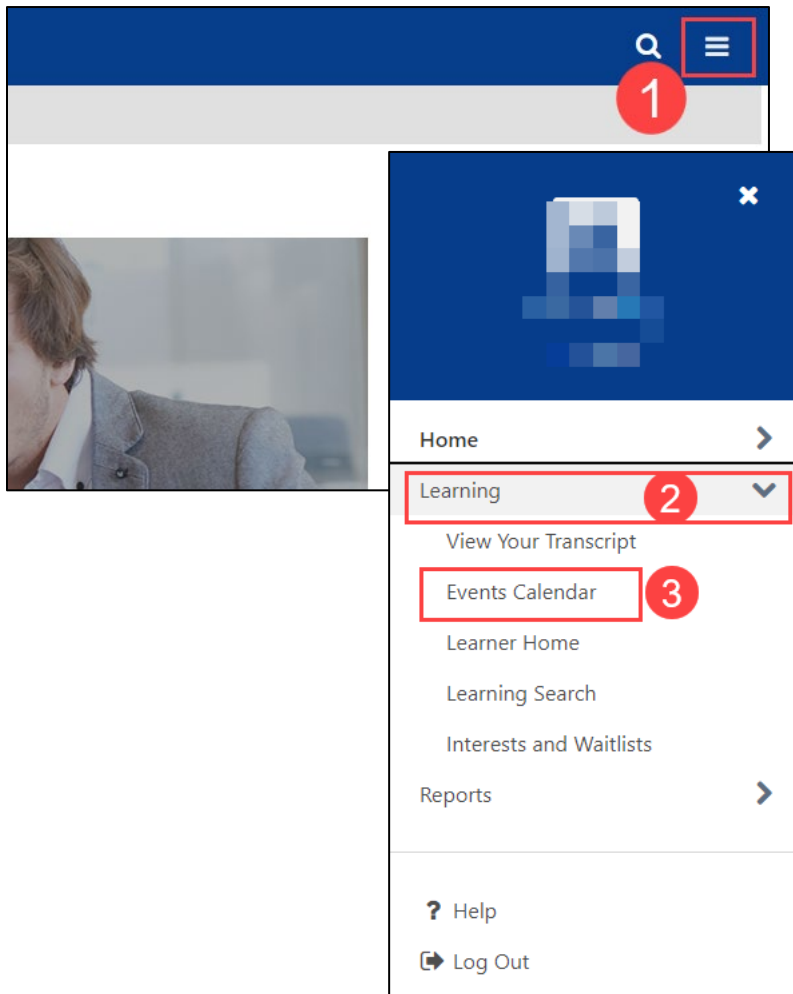 1
Home
Learning 2
View Your Transcript
Events Calendar 3
Learner Home
Learning Search
Interests and Waitlists
Reports
? Help
Log Out